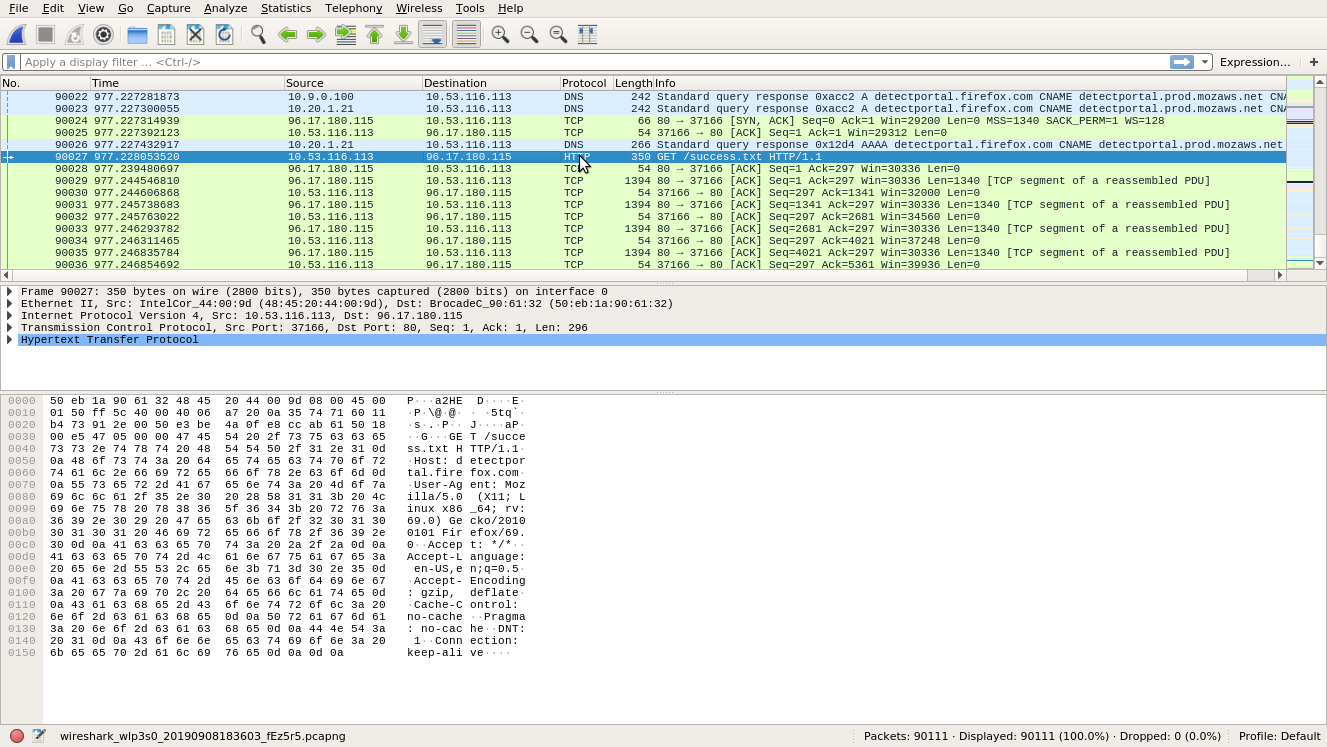 File Edit View Go Capture Analyze Statistics Telephony Wireless Tools Help
Apply a display filter ... <Ctrl-/> Expression... +
No. Time Source Destination Protocol Length Info
90022 977.227281873 10.9.0.100 10.53.116.113 DNS 242 Standard query response 0xacc2 A detectportal.firefox.com CNAME detectportal.prod.mozaws.net CNA
90023 977.227300055 10.20.1.21 10.53.116.113 DNS 242 Standard query response 0xacc2 A detectportal.firefox.com CNAME detectportal.prod.mozaws.net CNA
90024 977.227314939 96.17.180.115 10.53.116.113 TCP 66 80 → 37166 [SYN, ACK] Seq=0 Ack=1 Win=29200 Len=0 MSS=1340 SACK_PERM=1 WS=128
90025 977.227392123 10.53.116.113 96.17.180.115 TCP 54 37166 → 80 [ACK] Seq=1 Ack=1 Win=29312 Len=0
90026 977.227432917 10.20.1.21 10.53.116.113 DNS 266 Standard query response 0x12d4 AAAA detectportal.firefox.com CNAME detectportal.prod.mozaws.net
90027 977.228053520 10.53.116.113 96.17.180.115 HTTP 350 GET /success.txt HTTP/1.1
90028 977.239480697 96.17.180.115 10.53.116.113 TCP 54 80 → 37166 [ACK] Seq=1 Ack=297 Win=30336 Len=0
90029 977.244546810 96.17.180.115 10.53.116.113 TCP 1394 80 → 37166 [ACK] Seq=1 Ack=297 Win=30336 Len=1340 [TCP segment of a reassembled PDU]
90030 977.244606868 10.53.116.113 96.17.180.115 TCP 54 37166 → 80 [ACK] Seq=297 Ack=1341 Win=32000 Len=0
90031 977.245738683 96.17.180.115 10.53.116.113 TCP 1394 80 → 37166 [ACK] Seq=1341 Ack=297 Win=30336 Len=1340 [TCP segment of a reassembled PDU]
90032 977.245763022 10.53.116.113 96.17.180.115 TCP 54 37166 → 80 [ACK] Seq=297 Ack=2681 Win=34560 Len=0
90033 977.246293782 96.17.180.115 10.53.116.113 TCP 1394 80 → 37166 [ACK] Seq=2681 Ack=297 Win=30336 Len=1340 [TCP segment of a reassembled PDU]
90034 977.246311465 10.53.116.113 96.17.180.115 TCP 54 37166 → 80 [ACK] Seq=297 Ack=4021 Win=37248 Len=0
90035 977.246835784 96.17.180.115 10.53.116.113 TCP 1394 80 → 37166 [ACK] Seq=4021 Ack=297 Win=30336 Len=1340 [TCP segment of a reassembled PDU]
90036 977.246854692 10.53.116.113 96.17.180.115 TCP 54 37166 → 80 [ACK] Seq=297 Ack=5361 Win=39936 Len=0
Frame 90027: 350 bytes on wire (2800 bits), 350 bytes captured (2800 bits) on interface 0
Ethernet II, Src: IntelCor_44:00:9d (48:45:20:44:00:9d), Dst: BrocadeC_90:61:32 (50:eb:1a:90:61:32)
Internet Protocol Version 4, Src: 10.53.116.113, Dst: 96.17.180.115
Transmission Control Protocol, Src Port: 37166, Dst Port: 80, Seq: 1, Ack: 1, Len: 296
Hypertext Transfer Protocol
0000 50 eb 1a 90 61 32 48 45 20 44 00 9d 08 00 45 00 P···a2HE D····E·
0010 01 50 ff 5c 40 00 40 06 a7 20 0a 35 74 71 60 11 ·P·\@·@· · ·5tq`·
0020 b4 73 91 2e 00 50 e3 be 4a 0f e8 cc ab 61 50 18 ·s·.·P·· J····aP·
0030 00 e5 47 05 00 00 47 45 54 20 2f 73 75 63 63 65 ··G···GE T /succe
0040 73 73 2e 74 78 74 20 48 54 54 50 2f 31 2e 31 0d ss.txt H TTP/1.1·
0050 0a 48 6f 73 74 3a 20 64 65 74 65 63 74 70 6f 72 ·Host: d etectpor
0060 74 61 6c 2e 66 69 72 65 66 6f 78 2e 63 6f 6d 0d tal.fire fox.com·
0070 0a 55 73 65 72 2d 41 67 65 6e 74 3a 20 4d 6f 7a ·User-Ag ent: Moz
0080 69 6c 6c 61 2f 35 2e 30 20 28 58 31 31 3b 20 4c illa/5.0 (X11; L
0090 69 6e 75 78 20 78 38 36 5f 36 34 3b 20 72 76 3a inux x86 _64; rv:
00a0 36 39 2e 30 29 20 47 65 63 6b 6f 2f 32 30 31 30 69.0) Ge cko/2010
00b0 30 31 30 31 20 46 69 72 65 66 6f 78 2f 36 39 2e 0101 Fir efox/69.
00c0 30 0d 0a 41 63 63 65 70 74 3a 20 2a 2f 2a 0d 0a 0··Accep t: */*··
00d0 41 63 63 65 70 74 2d 4c 61 6e 67 75 61 67 65 3a Accept-L anguage:
00e0 20 65 6e 2d 55 53 2c 65 6e 3b 71 3d 30 2e 35 0d en-US,e n;q=0.5·
00f0 0a 41 63 63 65 70 74 2d 45 6e 63 6f 64 69 6e 67 ·Accept- Encoding
0100 3a 20 67 7a 69 70 2c 20 64 65 66 6c 61 74 65 0d : gzip, deflate·
0110 0a 43 61 63 68 65 2d 43 6f 6e 74 72 6f 6c 3a 20 ·Cache-C ontrol:
0120 6e 6f 2d 63 61 63 68 65 0d 0a 50 72 61 67 6d 61 no-cache ··Pragma
0130 3a 20 6e 6f 2d 63 61 63 68 65 0d 0a 44 4e 54 3a : no-cac he··DNT:
0140 20 31 0d 0a 43 6f 6e 6e 65 63 74 69 6f 6e 3a 20 1··Conn ection:
0150 6b 65 65 70 2d 61 6c 69 76 65 0d 0a 0d 0a keep-ali ve····
wireshark_wlp3s0_20190908183603_fEz5r5.pcapng Packets: 90111 · Displayed: 90111 (100.0%) · Dropped: 0 (0.0%) Profile: Default